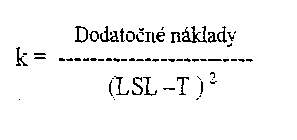 Dodatočné náklady
k = ------------------------
(LSL –T ) 2